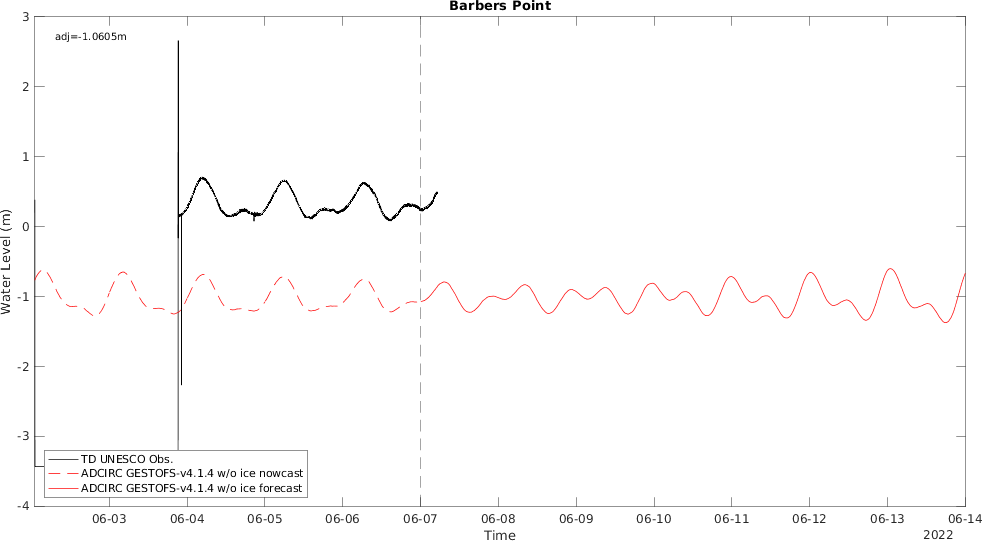 Barbers Point
adj=-1.0605m
3
2
1
0
-1
-2
-3
-4
Water Level (m)
TD UNESCO Obs.
ADCIRC GESTOFS-v4.1.4 w/o ice nowcast
ADCIRC GESTOFS-v4.1.4 w/o ice forecast
06-03 06-04 06-05 06-06 06-07 06-08 06-09 06-10 06-11 06-12 06-13 06-14
Time
2022